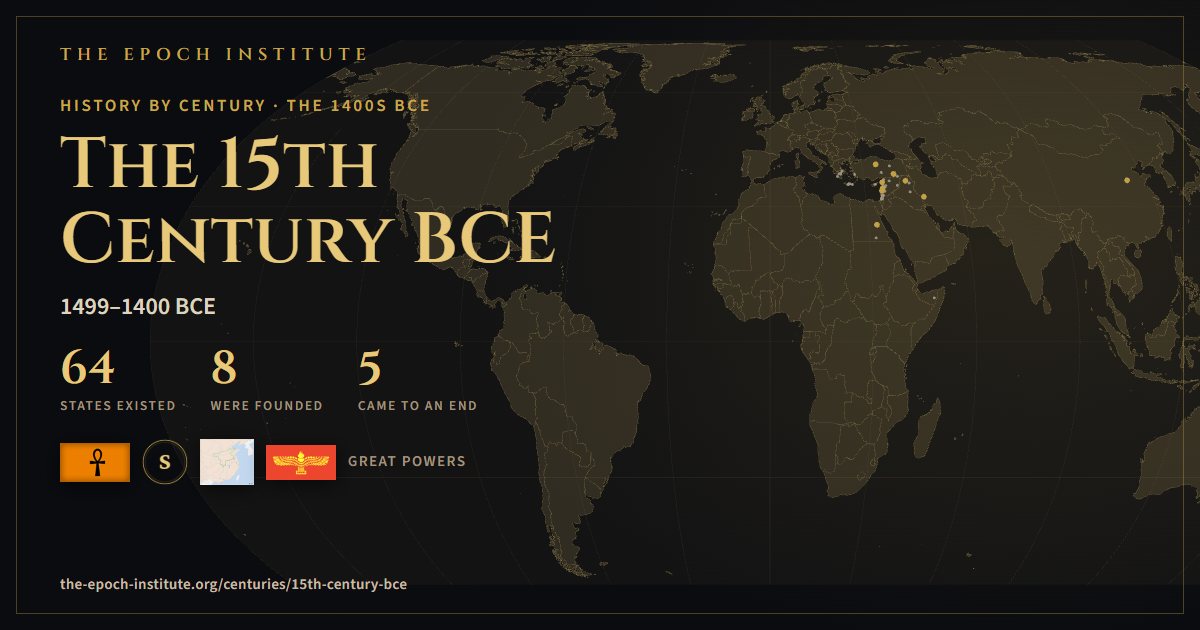 THE EPOCH INSTITUTE
HISTORY BY CENTURY · THE 1400S BCE
THE 15TH
CENTURY BCE
1499–1400 BCE
64 8 5
STATES EXISTED WERE FOUNDED CAME TO AN END
S GREAT POWERS
the-epoch-institute.org/centuries/15th-century-bce